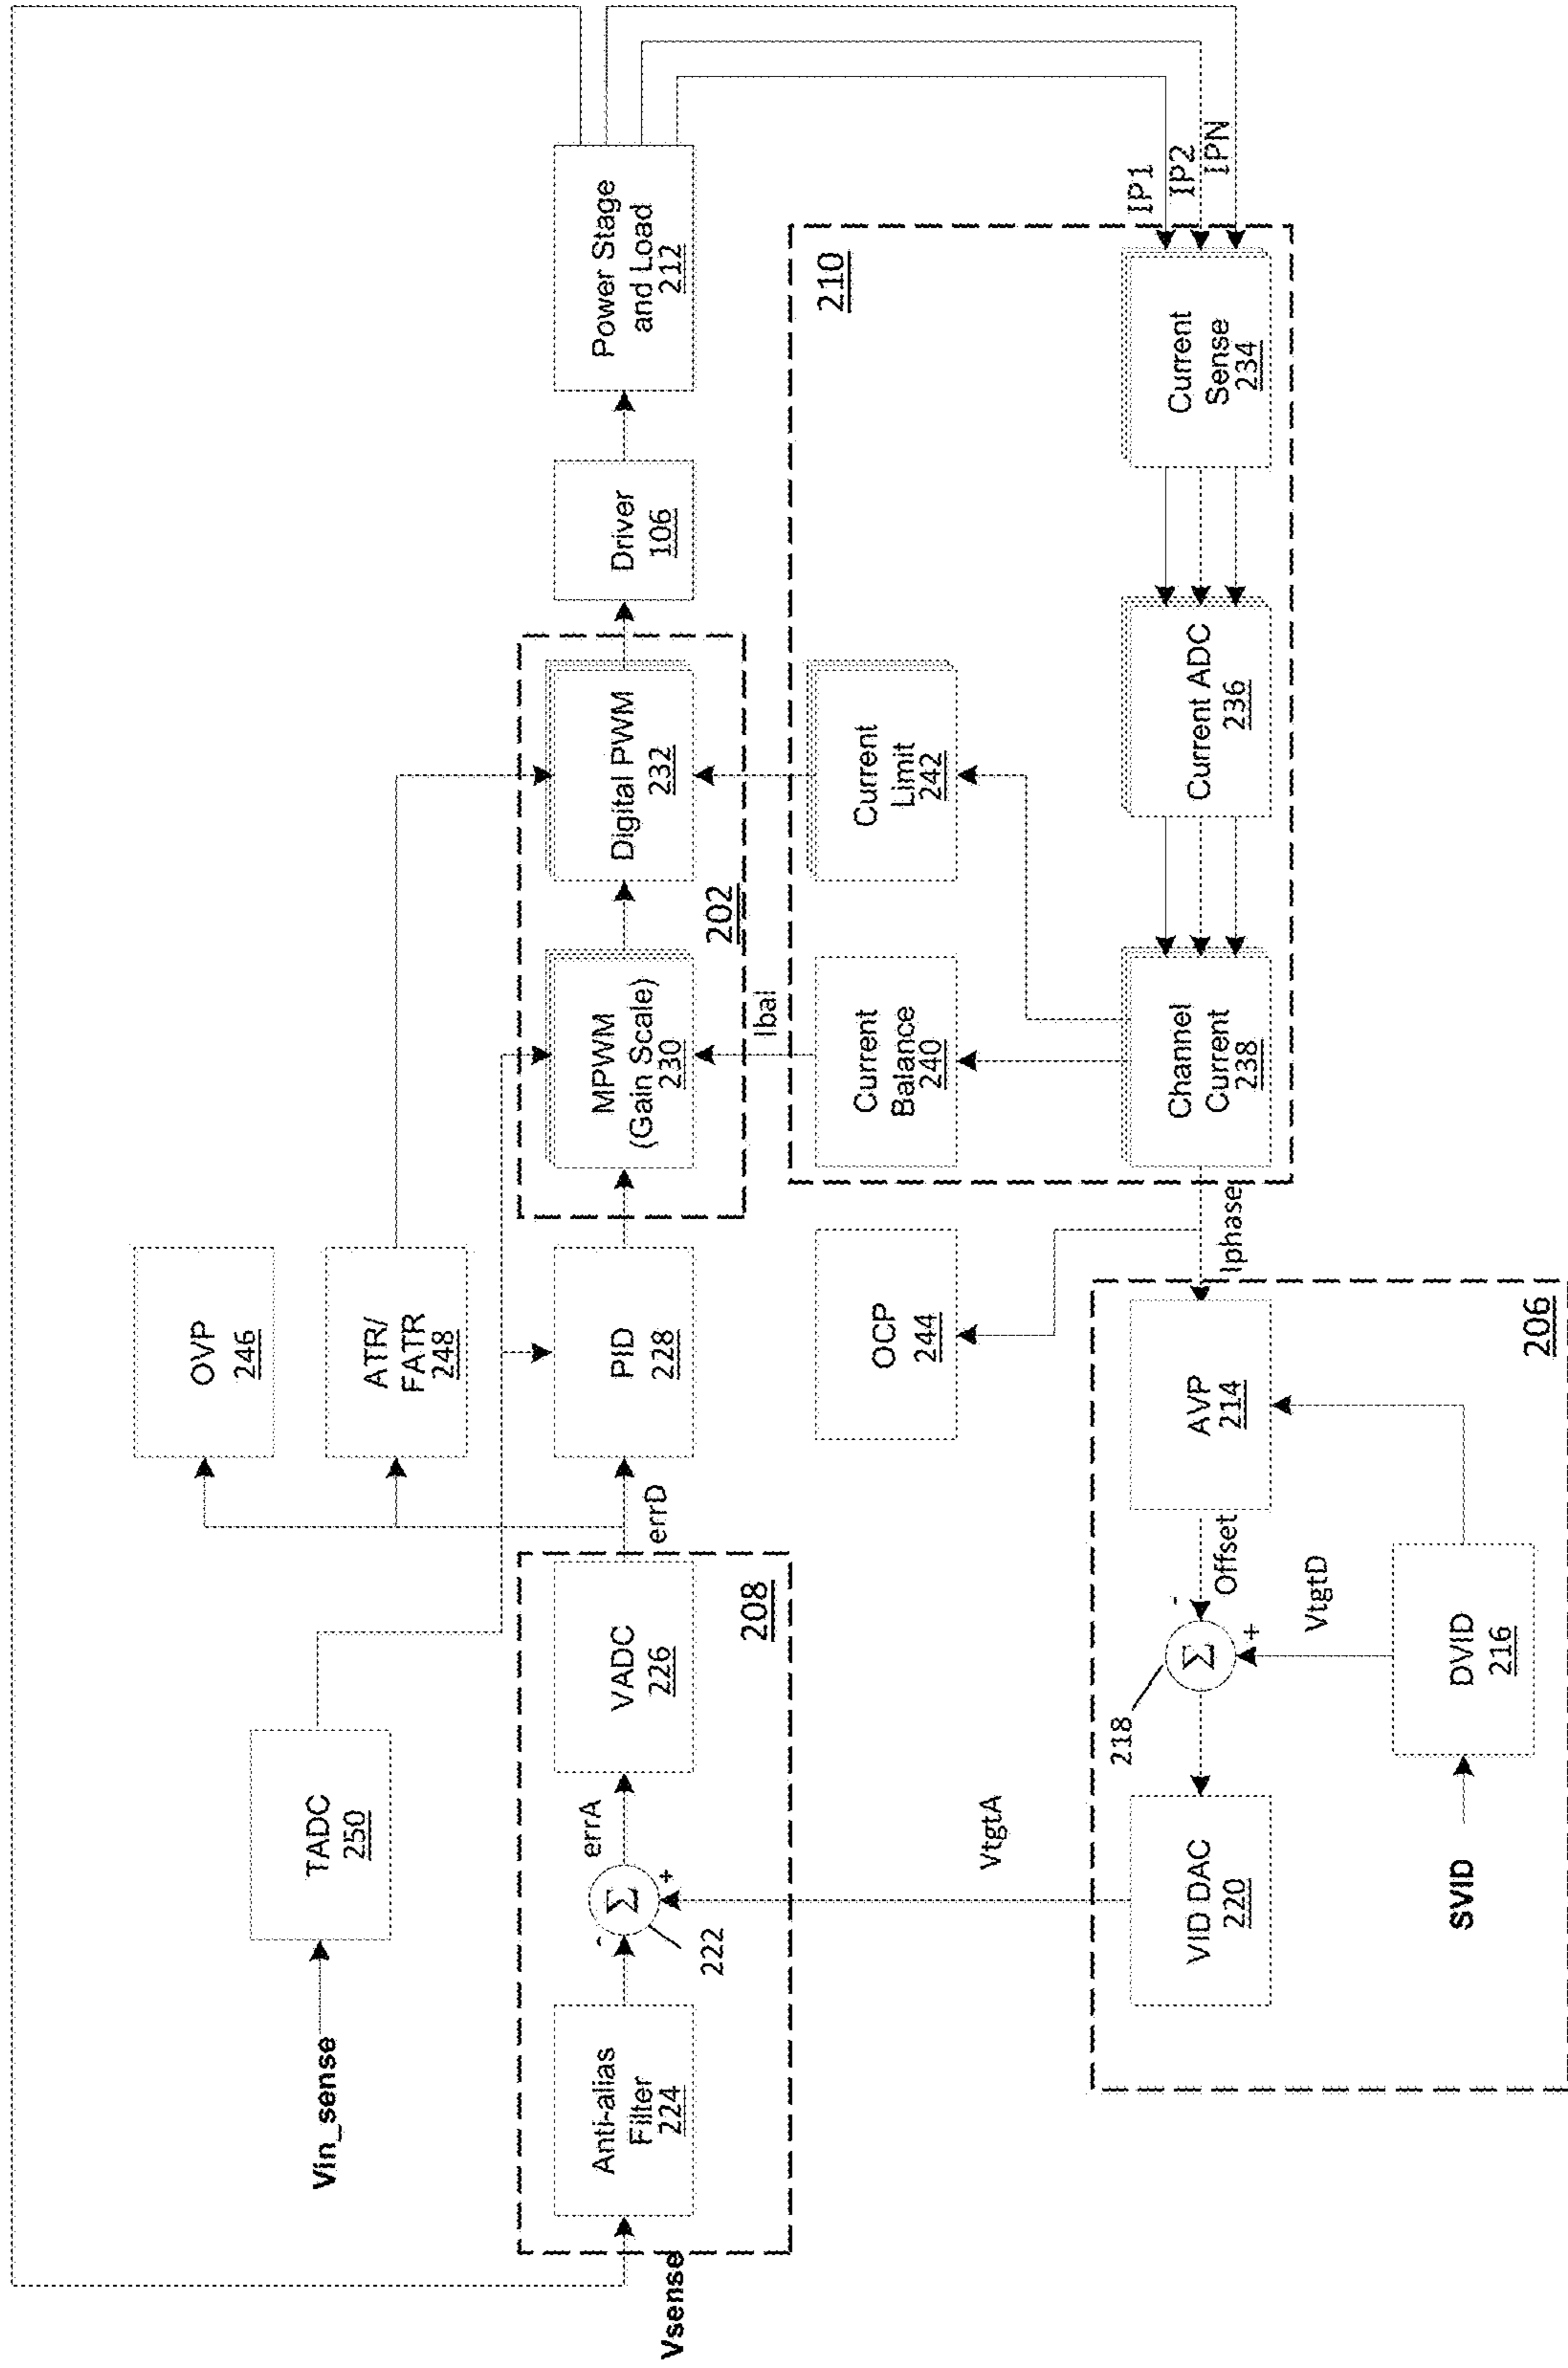 Vin_sense
TADC
250
OVP
246
ATR/
FATR
248
Vsense
208
Anti-alias
Filter
224
-
Σ
+
222
errA
VADC
226
errD
PID
228
202
MPWM
(Gain Scale)
230
Digital PWM
232
Driver
106
Power Stage
and Load
212
Ibal
VtgtA
OCP
244
210
Current
Balance
240
Current
Limit
242
Channel
Current
238
Current ADC
236
Current
Sense
234
IP1
IP2
IPN
Iphase
206
VID DAC
220
218
Σ
-
+
Offset
AVP
214
VtgtD
SVID
DVID
216